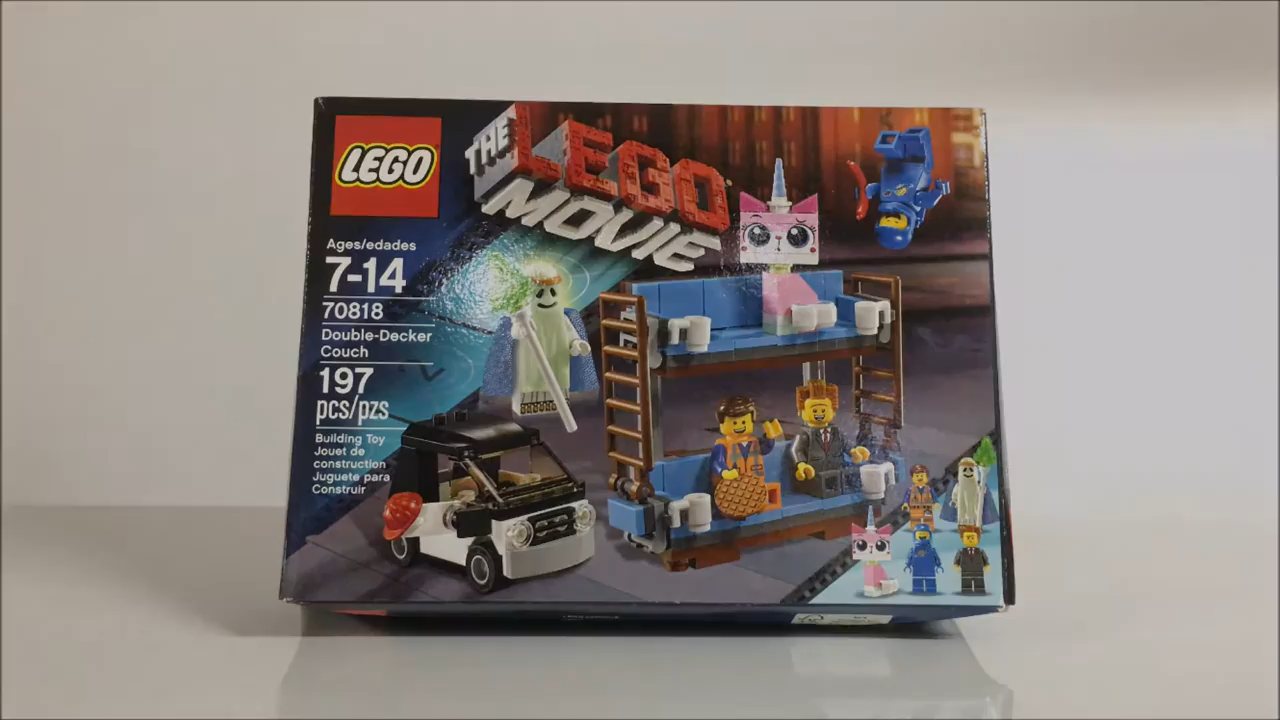 LEGO
THE
LEGO
MOVIE
Ages/edades
7-14
70818
Double-Decker
Couch
197
pcs/pzs
Building Toy
Jouet de
construction
Juguete para
Construir